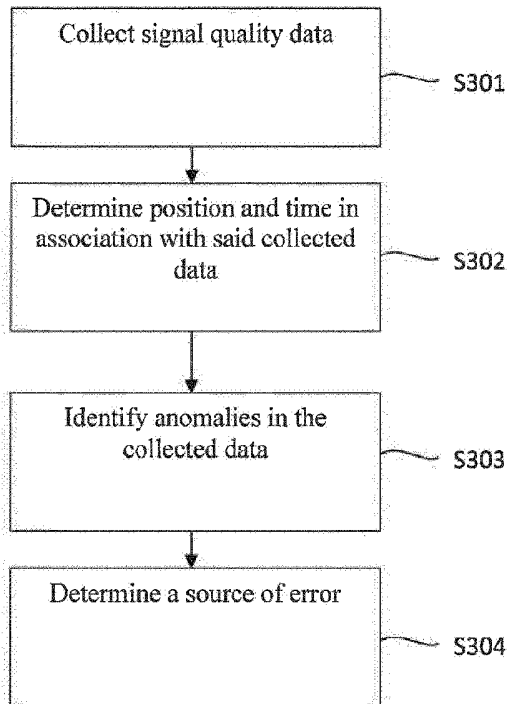 Collect signal quality data
S301
Determine position and time in
association with said collected
data
S302
Identify anomalies in the
collected data
S303
Determine a source of error
S304